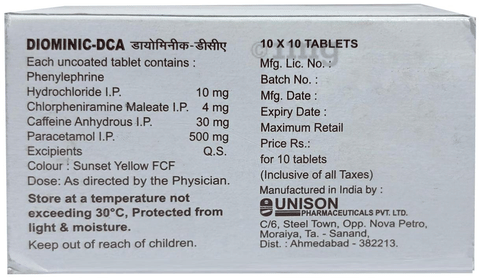 DIOMINIC-DCA डायोमिनीक-डीसीए
Each uncoated tablet contains :
Phenylephrine
Hydrochloride I.P. 10 mg
Chlorpheniramine Maleate I.P. 4 mg
Caffeine Anhydrous I.P. 30 mg
Paracetamol I.P. 500 mg
Excipients Q.S.
Colour : Sunset Yellow FCF
Dose: As directed by the Physician.
Store at a temperature not
exceeding 30°C, Protected from
light & moisture.
Keep out of reach of children.
10 X 10 TABLETS
Mfg. Lic. No. :
Batch No. :
Mfg. Date :
Expiry Date :
Maximum Retail
Price Rs.:
for 10 tablets
(Inclusive of all Taxes)
Manufactured in India by :
UNISON
PHARMACEUTICALS PVT. LTD.
C/6, Steel Town, Opp. Nova Petro,
Moraiya, Ta. - Sanand,
Dist. : Ahmedabad - 382213.